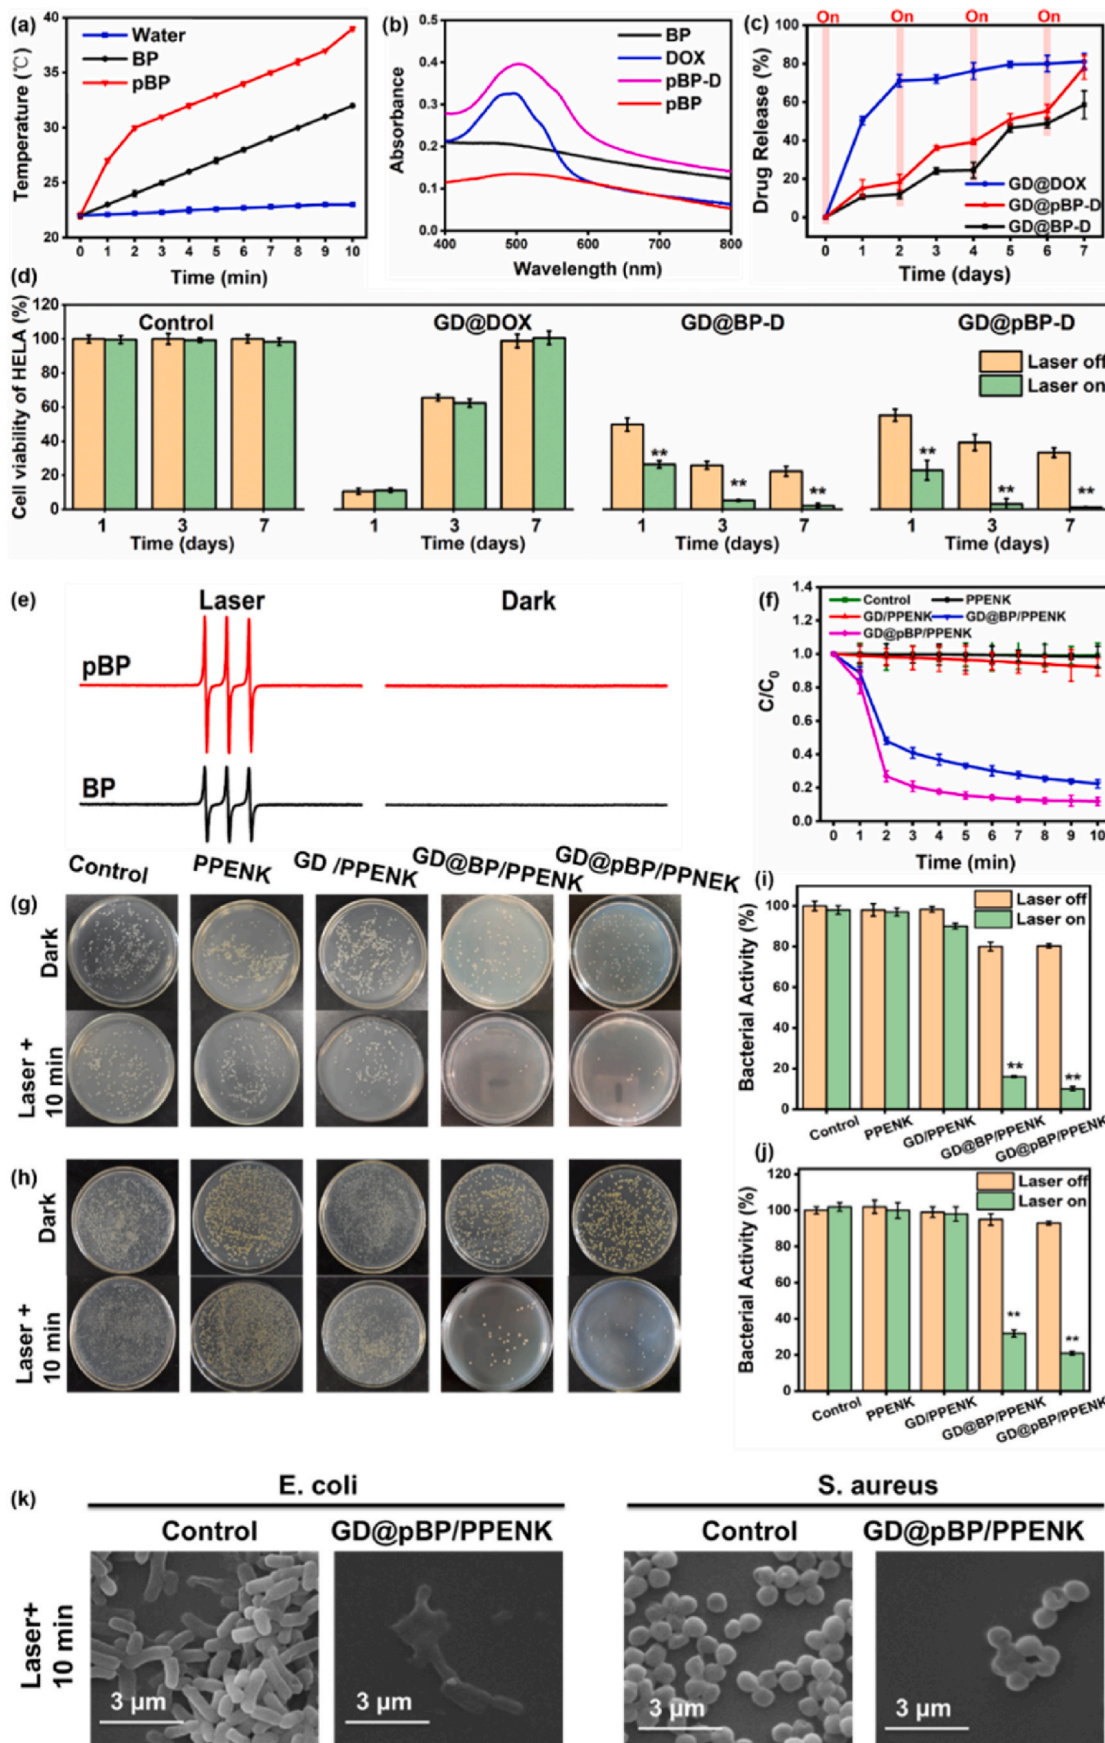 (a)
Temperature (℃)
40
35
30
25
20
Water
BP
pBP
0 1 2 3 4 5 6 7 8 9 10
Time (min)
(b)
Absorbance
0.5
0.4
0.3
0.2
0.1
0.0
BP
DOX
pBP-D
pBP
400 500 600 700 800
Wavelength (nm)
(c)
On On On On
Drug Release (%)
100
80
60
40
20
0
GD@DOX
GD@pBP-D
GD@BP-D
0 1 2 3 4 5 6 7
Time (days)
(d)
Cell viability of HELA (%)
120
100
80
60
40
20
0
Control GD@DOX GD@BP-D GD@pBP-D
Laser off
Laser on
** ** ** ** ** **
1 3 7 1 3 7 1 3 7 1 3 7
Time (days) Time (days) Time (days) Time (days)
(e)
Laser Dark
pBP
BP
(f)
C/C0
1.4
1.2
1.0
0.8
0.6
0.4
0.2
0.0
Control PPENK
GD/PPENK GD@BP/PPENK
GD@pBP/PPENK
0 1 2 3 4 5 6 7 8 9 10
Time (min)
Control PPENK GD /PPENK GD@BP/PPENK GD@pBP/PPNEK
(g)
Dark
Laser +
10 min
(h)
Dark
Laser +
10 min
(i)
Bacterial Activity (%)
100
80
60
40
20
0
Laser off
Laser on
** **
Control PPENK GD/PPENK GD@BP/PPENK GD@pBP/PPENK
(j)
Bacterial Activity (%)
120
100
80
60
40
20
0
Laser off
Laser on
** **
Control PPENK GD/PPENK GD@BP/PPENK GD@pBP/PPENK
(k)
E. coli S. aureus
Control GD@pBP/PPENK Control GD@pBP/PPENK
Laser+
10 min
3 μm 3 μm 3 μm 3 μm